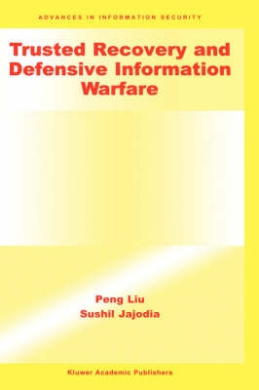 ADVANCES IN INFORMATION SECURITY
Trusted Recovery and
Defensive Information
Warfare
Peng Liu
Sushil Jajodia
Kluwer Academic Publishers